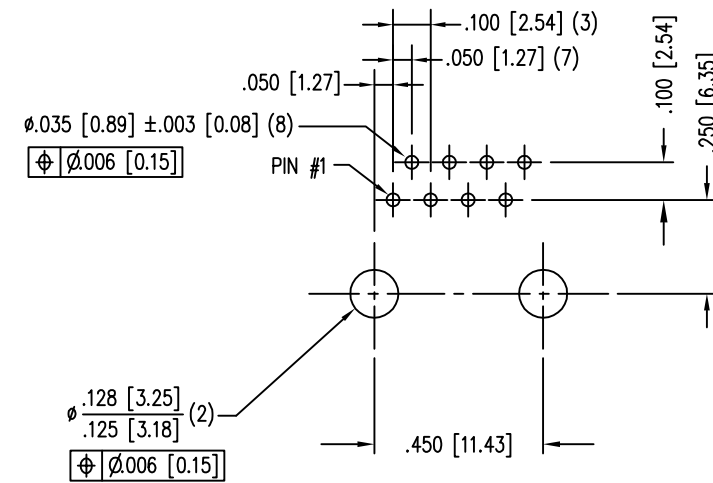 .100 [2.54] (3)
.050 [1.27] (7)
.050 [1.27]
.100 [2.54]
.250 [6.35]
ø.035 [0.89] ±.003 [0.08] (8)
⌖ Ø.006 [0.15]
PIN #1
ø .128 [3.25]
.125 [3.18] (2)
⌖ Ø.006 [0.15]
.450 [11.43]